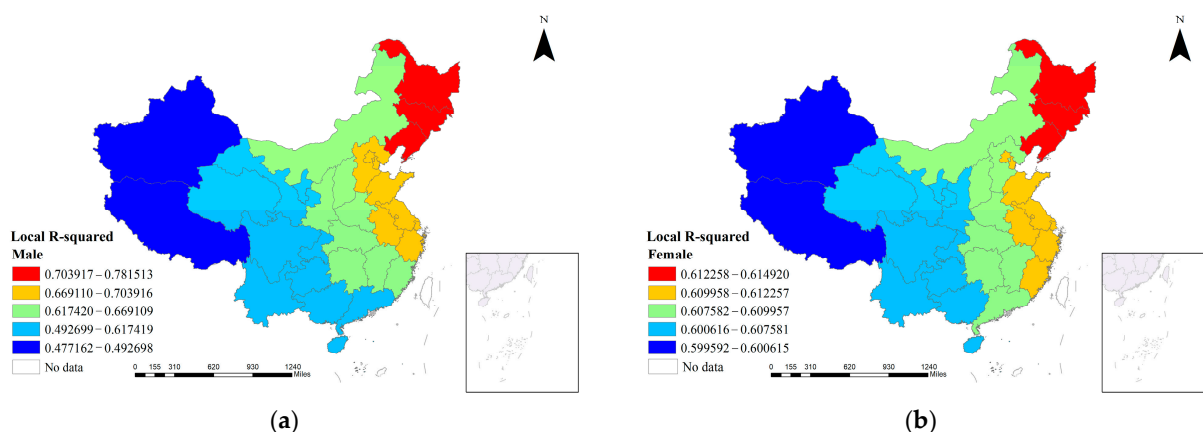 N
Local R-squared
Male
0.703917 – 0.781513
0.669110 – 0.703916
0.617420 – 0.669109
0.492699 – 0.617419
0.477162 – 0.492698
No data
0 155 310 620 930 1240
Miles
(a)
N
Local R-squared
Female
0.612258 – 0.614920
0.609958 – 0.612257
0.607582 – 0.609957
0.600616 – 0.607581
0.599592 – 0.600615
No data
0 155 310 620 930 1240
Miles
(b)